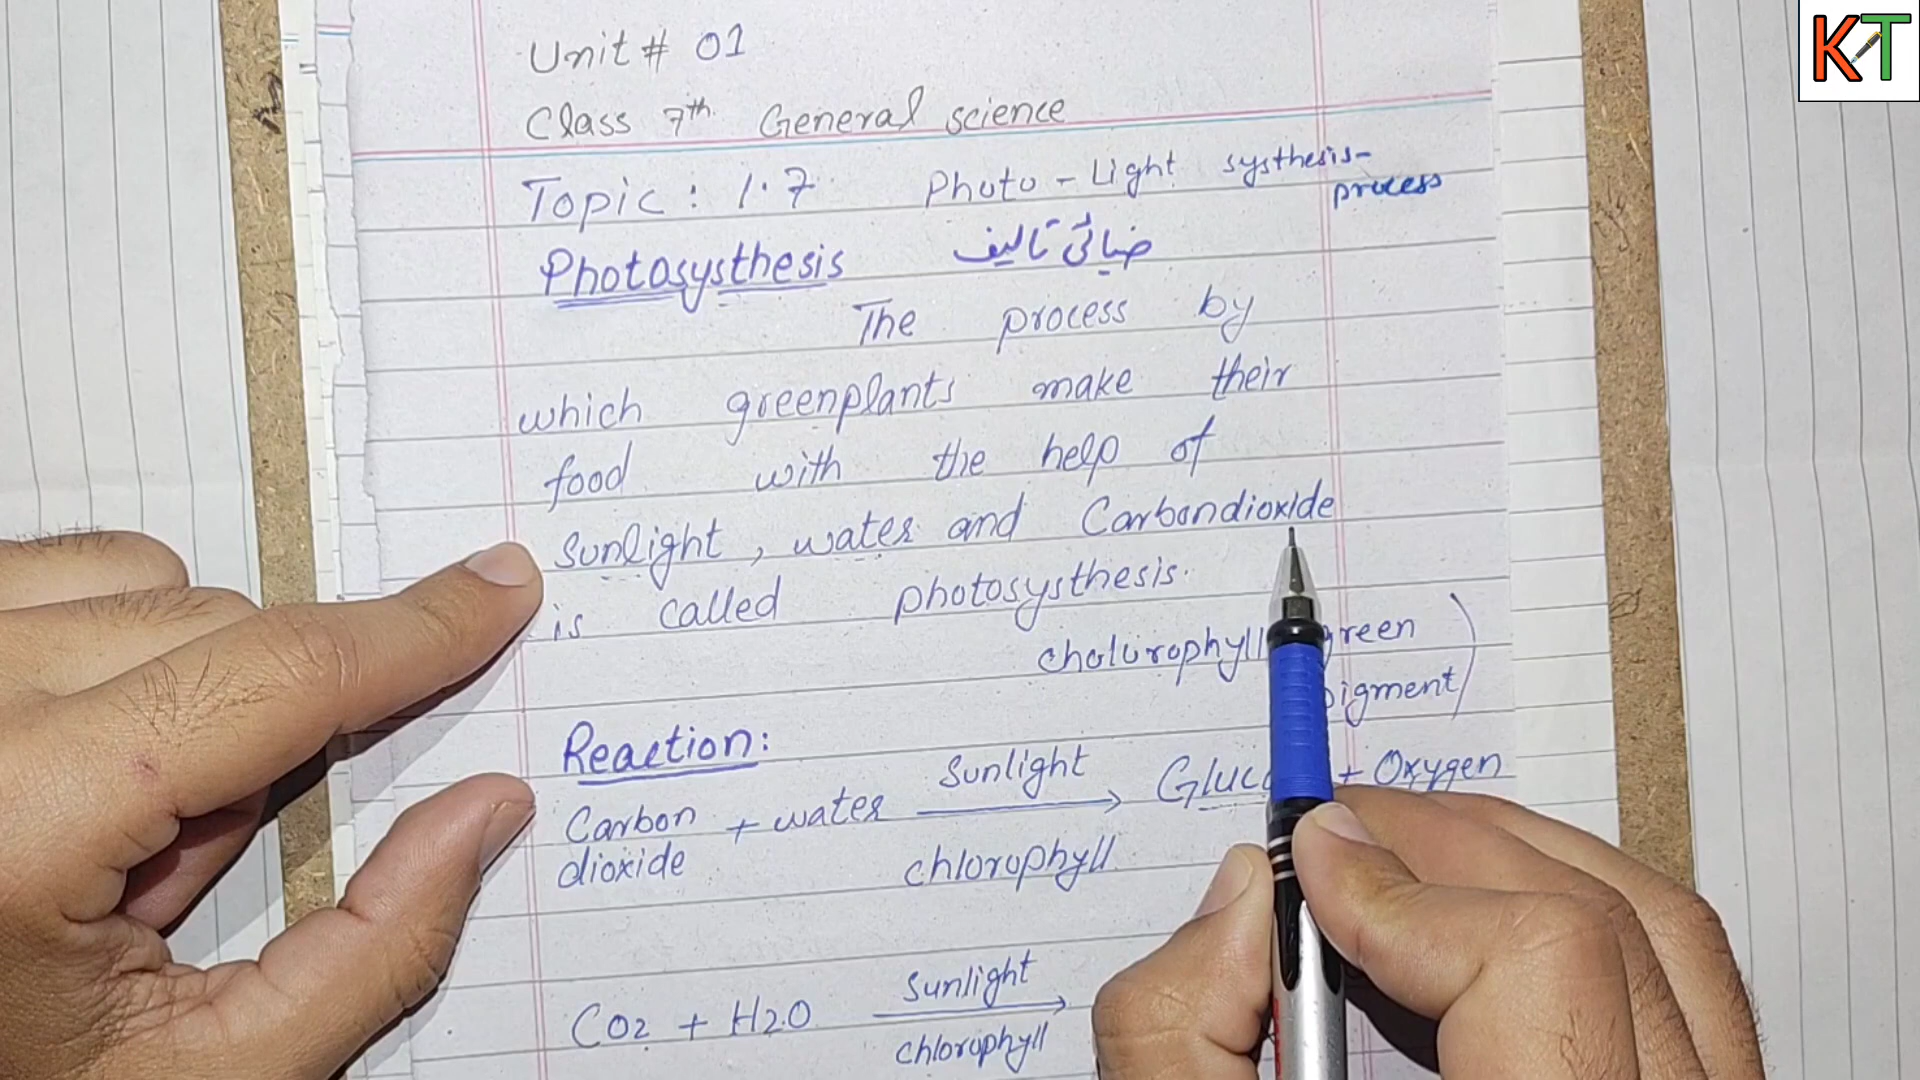 KT
Unit # 01
Class 7th General science
Topic : 1.7 Photo - Light systhesis-
process
Photosysthesis ضیائی تالیف
The process by
which greenplants make their
food with the help of
sunlight, water and Carbondioxide
is called photosysthesis.
cholorophyll green
pigment)
Reaction:
Sunlight
Carbon + water → + Oxygen
dioxide chlorophyll
sunlight
CO2 + H2O →
chlorophyll